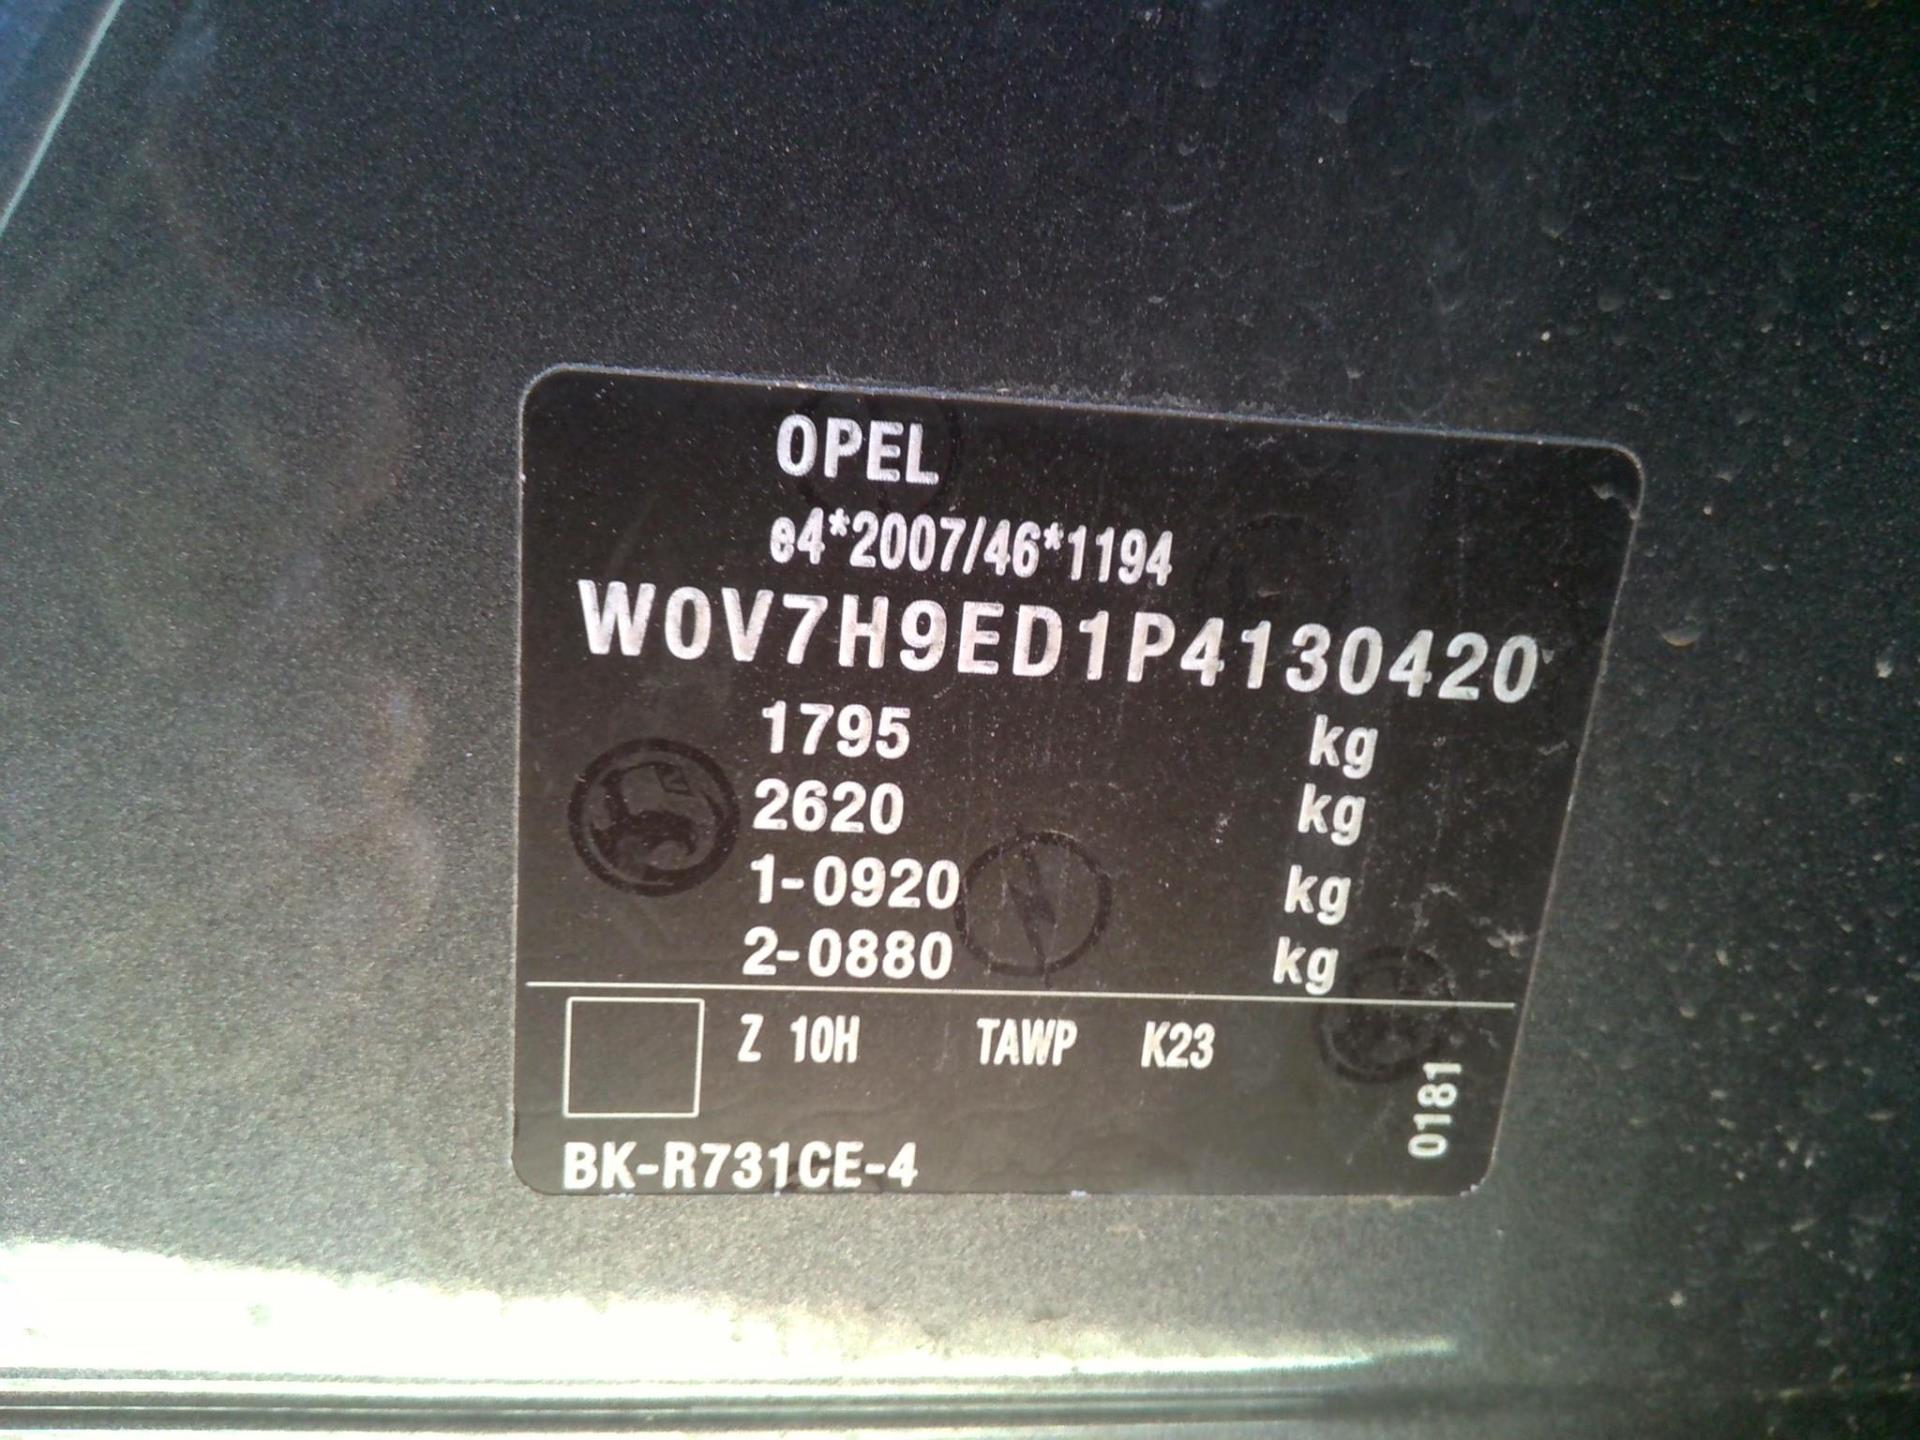 OPEL
e4*2007/46*1194
W0V7H9ED1P4130420
1795 kg
2620 kg
1-0920 kg
2-0880 kg
Z 10H TAWP K23
0181
BK-R731CE-4